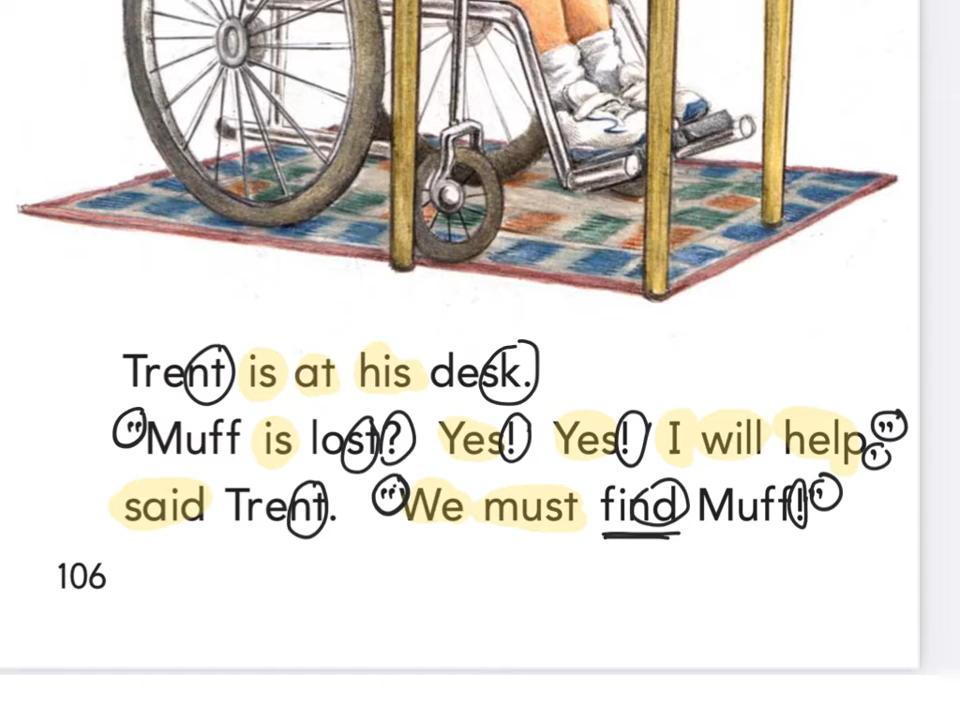 Trent is at his desk.
"Muff is lost? Yes! Yes! I will help,"
said Trent. "We must find Muff!"
106